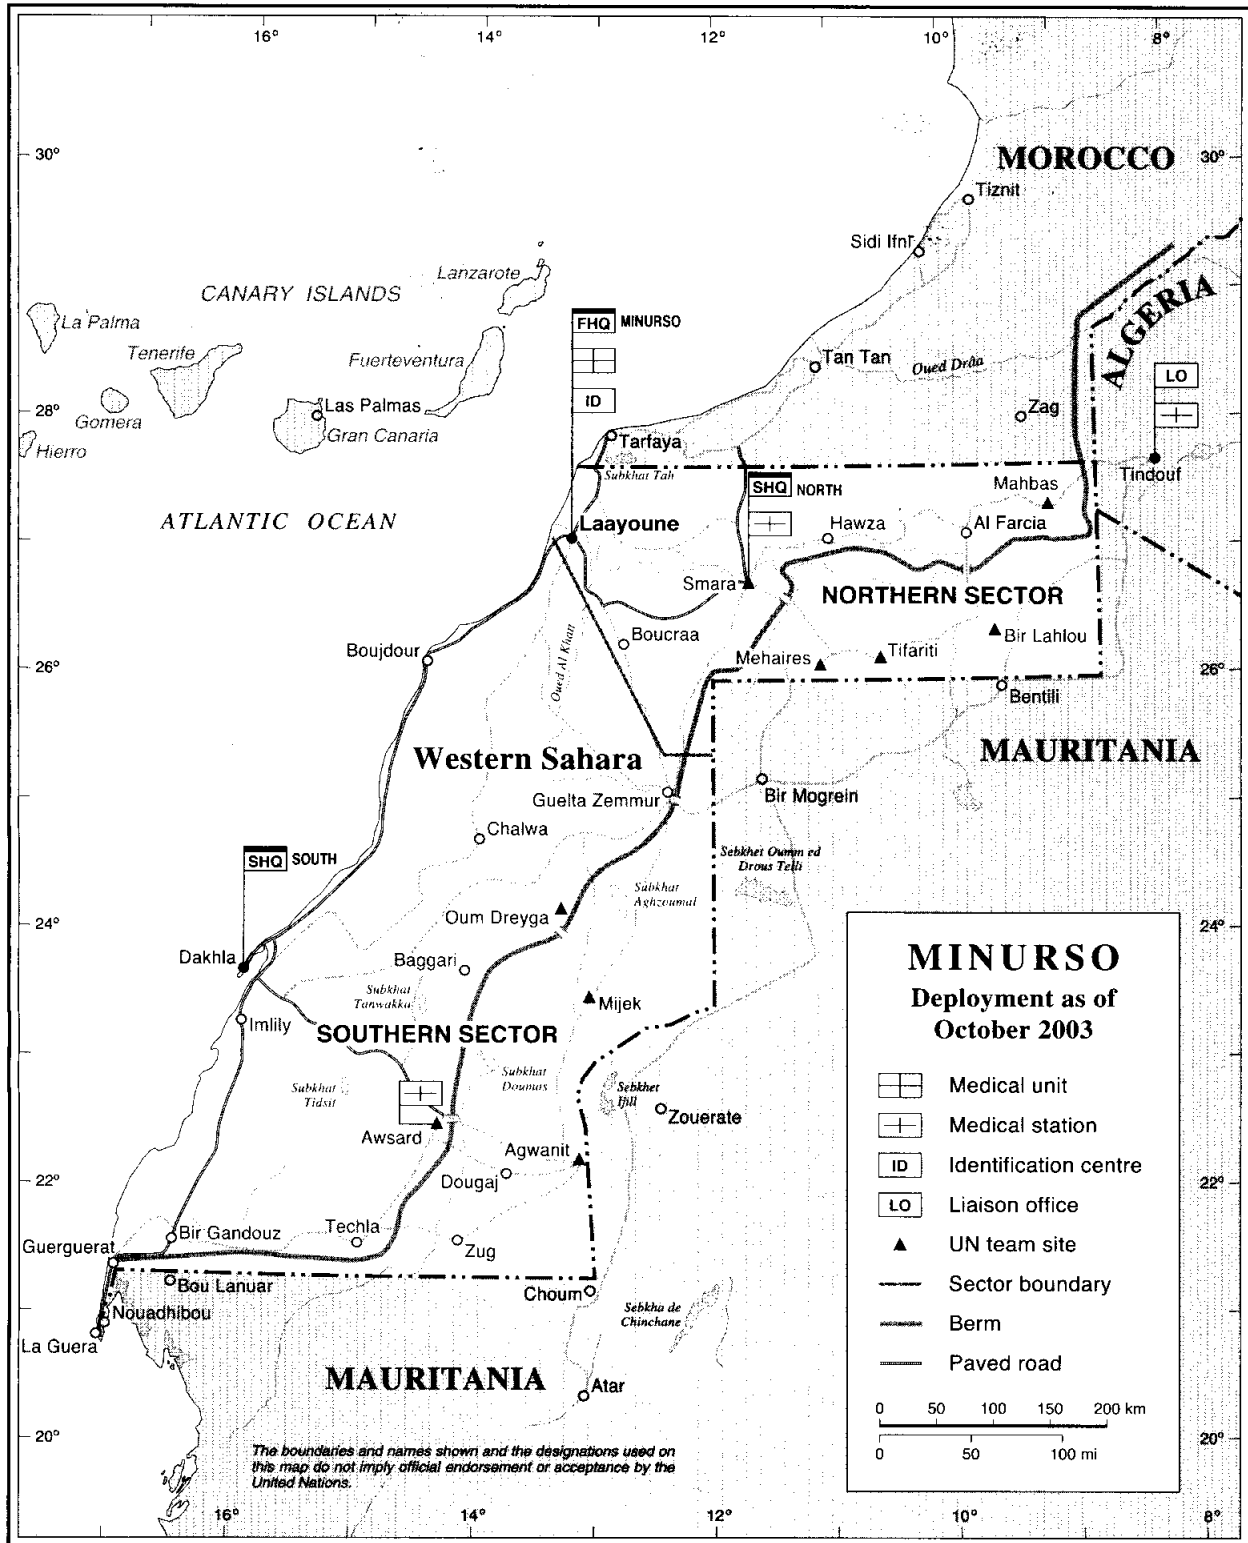 16°
14°
12°
10°
8°
30°
MOROCCO
30°
Tiznit
Sidi Ifni
Lanzarote
CANARY ISLANDS
La Palma
FHQ MINURSO
ALGERIA
Tenerife
Fuerteventura
Tan Tan
Oued Drâa
LO
ID
28°
Las Palmas
Zag
Gomera
Gran Canaria
Tarfaya
Hierro
Subkhat Tah
Tindouf
SHQ NORTH
Mahbas
ATLANTIC OCEAN
Laayoune
Hawza
Al Farcia
Smara
NORTHERN SECTOR
Boucraa
Bir Lahlou
Boujdour
Oued Al Khatt
Mehaires
Tifariti
26°
26°
Bentili
Western Sahara
MAURITANIA
Guelta Zemmur
Bir Mogrein
Chalwa
SHQ SOUTH
Sebkhet Oumm ed
Drous Telli
Subkhat
Aghzoumal
Oum Dreyga
24°
24°
Dakhla
Baggari
Subkhat
Tanwakka
Mijek
Imlily
SOUTHERN SECTOR
Subkhat
Tidsit
Subkhat
Doumas
Sebkhet
Ijill
Zouerate
Awsard
Agwanit
Dougaj
22°
22°
Techla
Bir Gandouz
Zug
Guerguerat
Bou Lanuar
Choum
Nouadhibou
Sebkha de
Chinchane
La Guera
MAURITANIA
Atar
20°
20°
The boundaries and names shown and the designations used on
this map do not imply official endorsement or acceptance by the
United Nations.
16°
14°
12°
10°
8°
MINURSO
Deployment as of
October 2003
Medical unit
Medical station
ID Identification centre
LO Liaison office
UN team site
Sector boundary
Berm
Paved road
0 50 100 150 200 km
0 50 100 mi